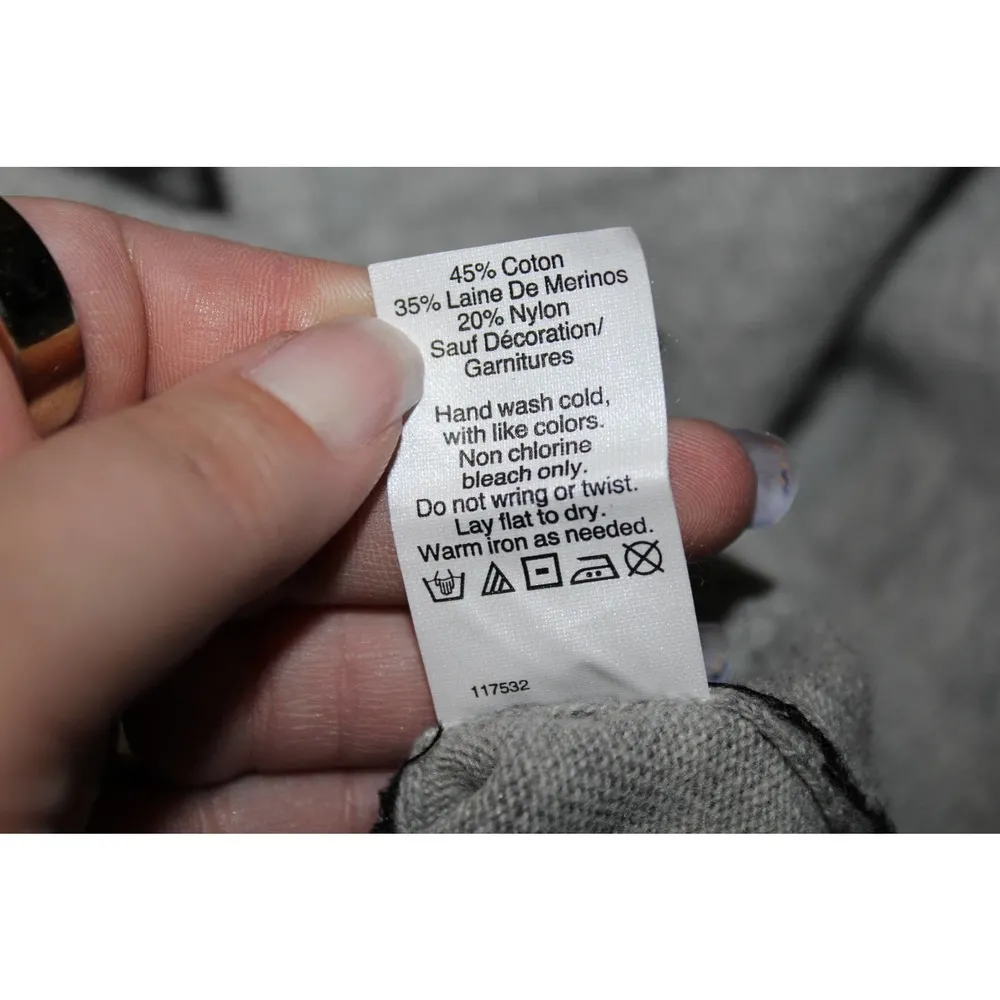 45% Coton
35% Laine De Merinos
20% Nylon
Sauf Décoration/
Garnitures
Hand wash cold,
with like colors.
Non chlorine
bleach only.
Do not wring or twist.
Lay flat to dry.
Warm iron as needed.
117532